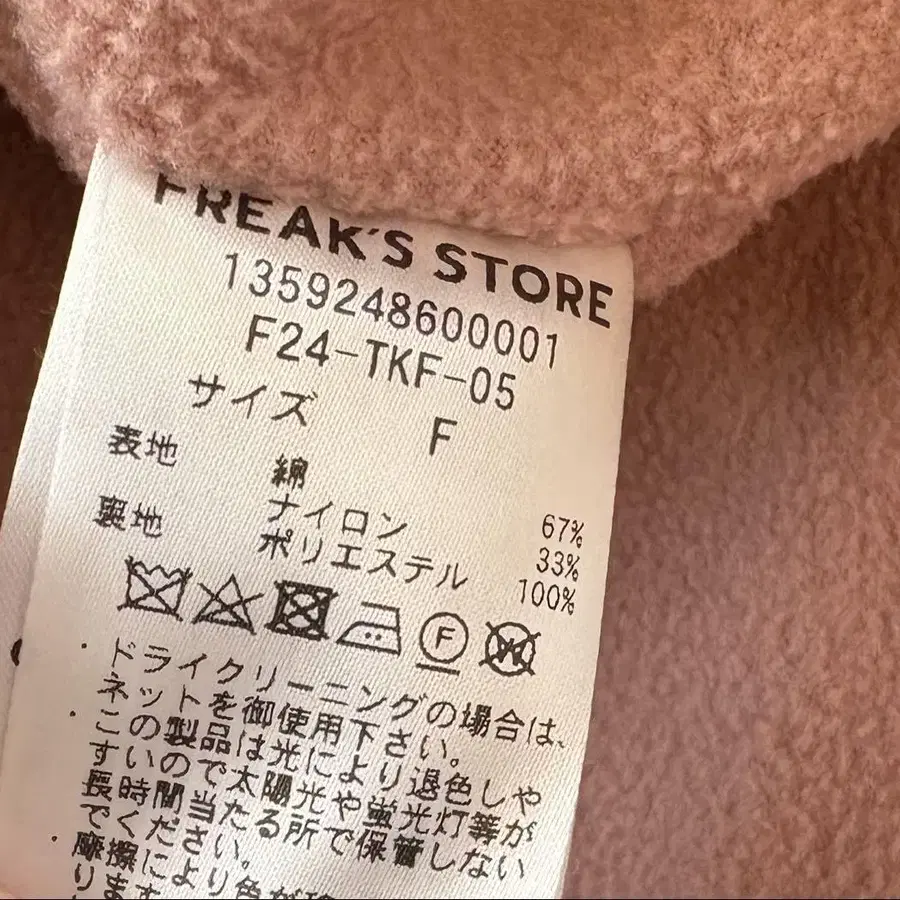 FREAK'S STORE
1359248600001
F24-TKF-05
サイズ F
表地 綿 67%
ナイロン 33%
裏地 ポリエステル 100%
F W
・ドライクリーニングの場合は、
ネットを御使用下さい。
・この製品は光により退色しや
すいので太陽光や蛍光灯等が
長時間当たる所で保管しない
でください。
・摩擦により色が
ります